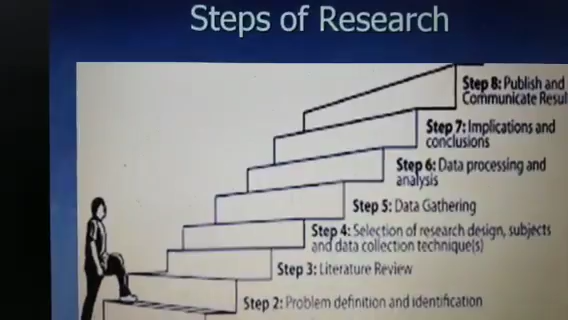 Steps of Research
Step 8: Publish and
Communicate Resul
Step 7: Implications and
conclusions
Step 6: Data processing and
analysis
Step 5: Data Gathering
Step 4: Selection of research design, subjects
and data collection technique(s)
Step 3: Literature Review
Step 2: Problem definition and identification